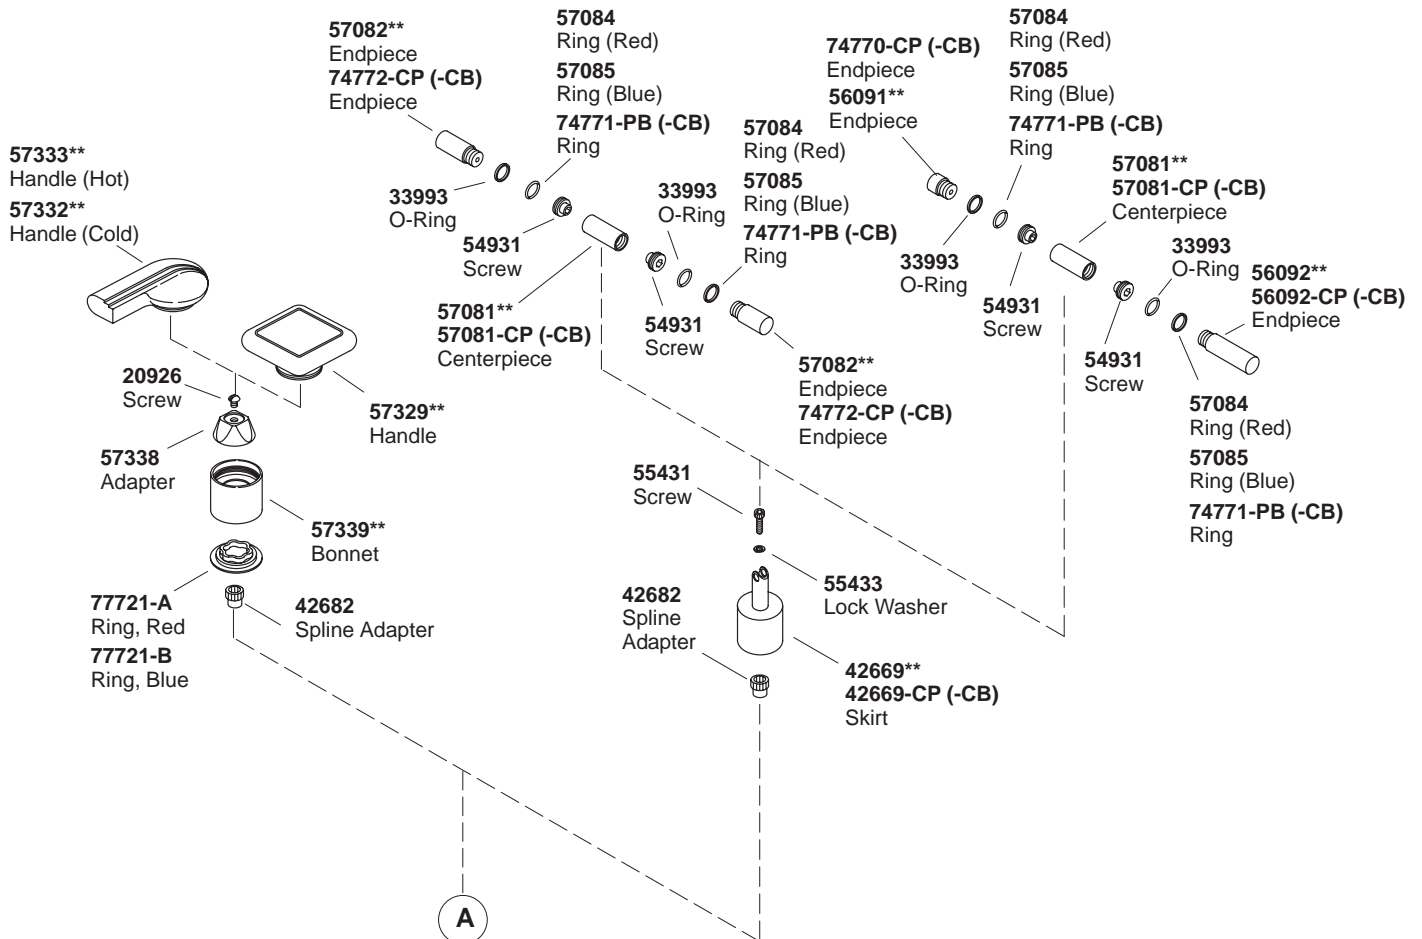 57082**
Endpiece
74772-CP (-CB)
Endpiece
57084
Ring (Red)
57085
Ring (Blue)
74771-PB (-CB)
Ring
74770-CP (-CB)
Endpiece
56091**
Endpiece
57084
Ring (Red)
57085
Ring (Blue)
74771-PB (-CB)
Ring
57333**
Handle (Hot)
57332**
Handle (Cold)
33993
O-Ring
54931
Screw
33993
O-Ring
57084
Ring (Red)
57085
Ring (Blue)
74771-PB (-CB)
Ring
57081**
57081-CP (-CB)
Centerpiece
54931
Screw
57082**
Endpiece
74772-CP (-CB)
Endpiece
33993
O-Ring
54931
Screw
57081**
57081-CP (-CB)
Centerpiece
33993
O-Ring
56092**
56092-CP (-CB)
Endpiece
54931
Screw
57084
Ring (Red)
57085
Ring (Blue)
74771-PB (-CB)
Ring
20926
Screw
57329**
Handle
57338
Adapter
57339**
Bonnet
77721-A
Ring, Red
77721-B
Ring, Blue
42682
Spline Adapter
55431
Screw
55433
Lock Washer
42682
Spline
Adapter
42669**
42669-CP (-CB)
Skirt
A